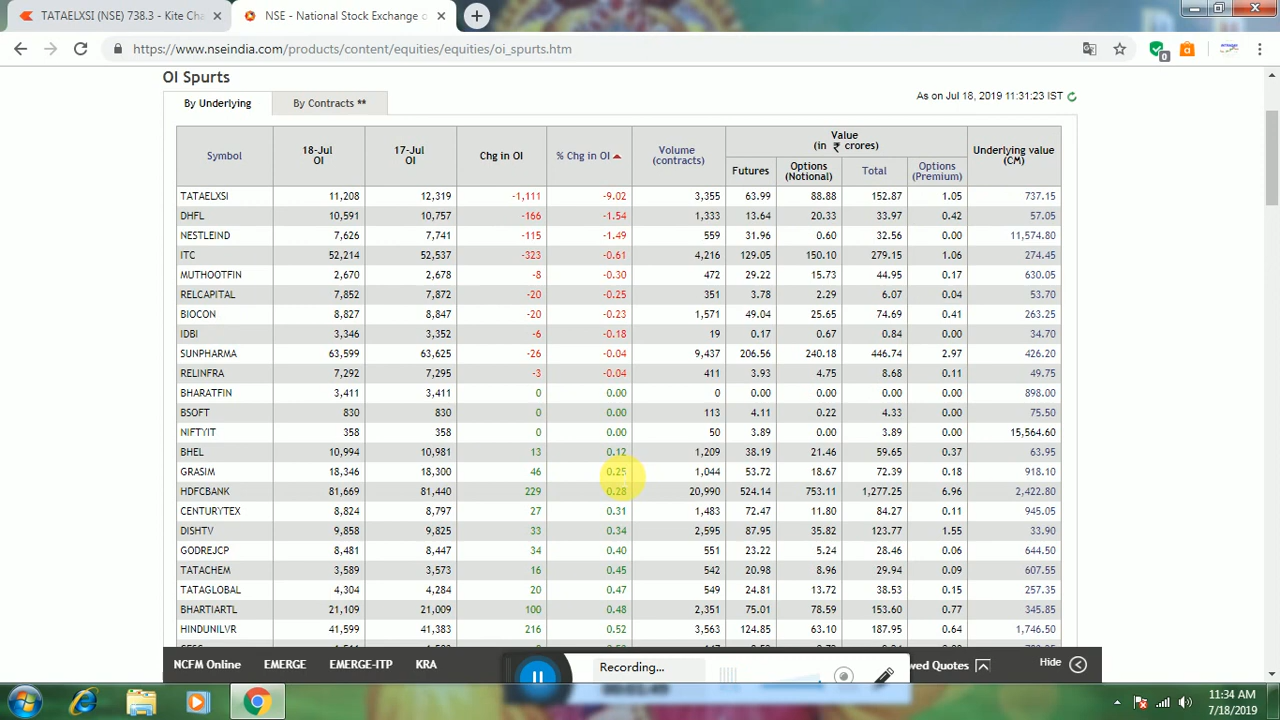 TATAELXSI (NSE) 738.3 - Kite Cha
NSE - National Stock Exchange o
https://www.nseindia.com/products/content/equities/equities/oi_spurts.htm
0
OI Spurts
By Underlying By Contracts **
As on Jul 18, 2019 11:31:23 IST
Symbol 18-Jul OI 17-Jul OI Chg in OI % Chg in OI Volume (contracts) Value (in ₹ crores) Underlying value (CM)
Futures Options (Notional) Total Options (Premium)
TATAELXSI 11,208 12,319 -1,111 -9.02 3,355 63.99 88.88 152.87 1.05 737.15
DHFL 10,591 10,757 -166 -1.54 1,333 13.64 20.33 33.97 0.42 57.05
NESTLEIND 7,626 7,741 -115 -1.49 559 31.96 0.60 32.56 0.00 11,574.80
ITC 52,214 52,537 -323 -0.61 4,216 129.05 150.10 279.15 1.06 274.45
MUTHOOTFIN 2,670 2,678 -8 -0.30 472 29.22 15.73 44.95 0.17 630.05
RELCAPITAL 7,852 7,872 -20 -0.25 351 3.78 2.29 6.07 0.04 53.70
BIOCON 8,827 8,847 -20 -0.23 1,571 49.04 25.65 74.69 0.41 263.25
IDBI 3,346 3,352 -6 -0.18 19 0.17 0.67 0.84 0.00 34.70
SUNPHARMA 63,599 63,625 -26 -0.04 9,437 206.56 240.18 446.74 2.97 426.20
RELINFRA 7,292 7,295 -3 -0.04 411 3.93 4.75 8.68 0.11 49.75
BHARATFIN 3,411 3,411 0 0.00 0 0.00 0.00 0.00 0.00 898.00
BSOFT 830 830 0 0.00 113 4.11 0.22 4.33 0.00 75.50
NIFTYIT 358 358 0 0.00 50 3.89 0.00 3.89 0.00 15,564.60
BHEL 10,994 10,981 13 0.12 1,209 38.19 21.46 59.65 0.37 63.95
GRASIM 18,346 18,300 46 0.25 1,044 53.72 18.67 72.39 0.18 918.10
HDFCBANK 81,669 81,440 229 0.28 20,990 524.14 753.11 1,277.25 6.96 2,422.80
CENTURYTEX 8,824 8,797 27 0.31 1,483 72.47 11.80 84.27 0.11 945.05
DISHTV 9,858 9,825 33 0.34 2,595 87.95 35.82 123.77 1.55 33.90
GODREJCP 8,481 8,447 34 0.40 551 23.22 5.24 28.46 0.06 644.50
TATACHEM 3,589 3,573 16 0.45 542 20.98 8.96 29.94 0.09 607.55
TATAGLOBAL 4,304 4,284 20 0.47 549 24.81 13.72 38.53 0.15 257.35
BHARTIARTL 21,109 21,009 100 0.48 2,351 75.01 78.59 153.60 0.77 345.85
HINDUNILVR 41,599 41,383 216 0.52 3,563 124.85 63.10 187.95 0.64 1,746.50
NCFM Online EMERGE EMERGE-ITP KRA Recording... wed Quotes Hide
11:34 AM
7/18/2019